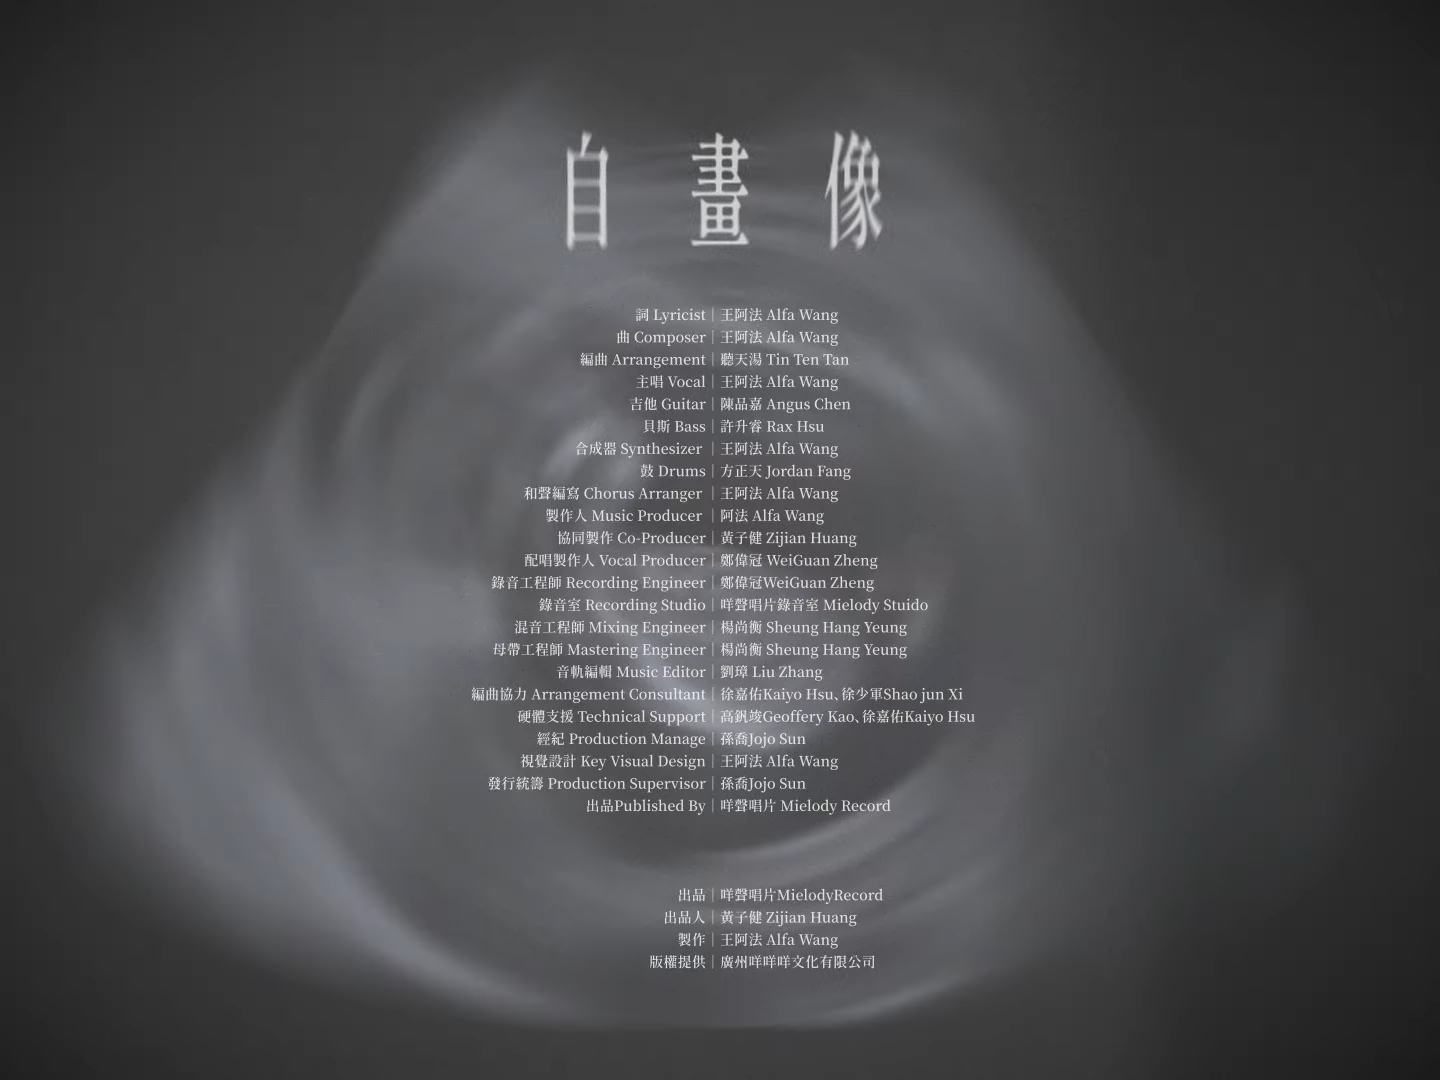 自畫像
詞 Lyricist｜王阿法 Alfa Wang
曲 Composer｜王阿法 Alfa Wang
編曲 Arrangement｜聽天湯 Tin Ten Tan
主唱 Vocal｜王阿法 Alfa Wang
吉他 Guitar｜陳品嘉 Angus Chen
貝斯 Bass｜許升睿 Rax Hsu
合成器 Synthesizer ｜王阿法 Alfa Wang
鼓 Drums｜方正天 Jordan Fang
和聲編寫 Chorus Arranger ｜王阿法 Alfa Wang
製作人 Music Producer ｜阿法 Alfa Wang
協同製作 Co-Producer｜黃子健 Zijian Huang
配唱製作人 Vocal Producer｜鄭偉冠 WeiGuan Zheng
錄音工程師 Recording Engineer｜鄭偉冠WeiGuan Zheng
錄音室 Recording Studio｜咩聲唱片錄音室 Mielody Stuido
混音工程師 Mixing Engineer｜楊尚衡 Sheung Hang Yeung
母帶工程師 Mastering Engineer｜楊尚衡 Sheung Hang Yeung
音軌編輯 Music Editor｜劉璋 Liu Zhang
編曲協力 Arrangement Consultant｜徐嘉佑Kaiyo Hsu、徐少軍Shao jun Xi
硬體支援 Technical Support｜高釩竣Geoffery Kao、徐嘉佑Kaiyo Hsu
經紀 Production Manage｜孫喬Jojo Sun
視覺設計 Key Visual Design｜王阿法 Alfa Wang
發行統籌 Production Supervisor｜孫喬Jojo Sun
出品Published By｜咩聲唱片 Mielody Record
出品｜咩聲唱片MielodyRecord
出品人｜黃子健 Zijian Huang
製作｜王阿法 Alfa Wang
版權提供｜廣州咩咩咩文化有限公司